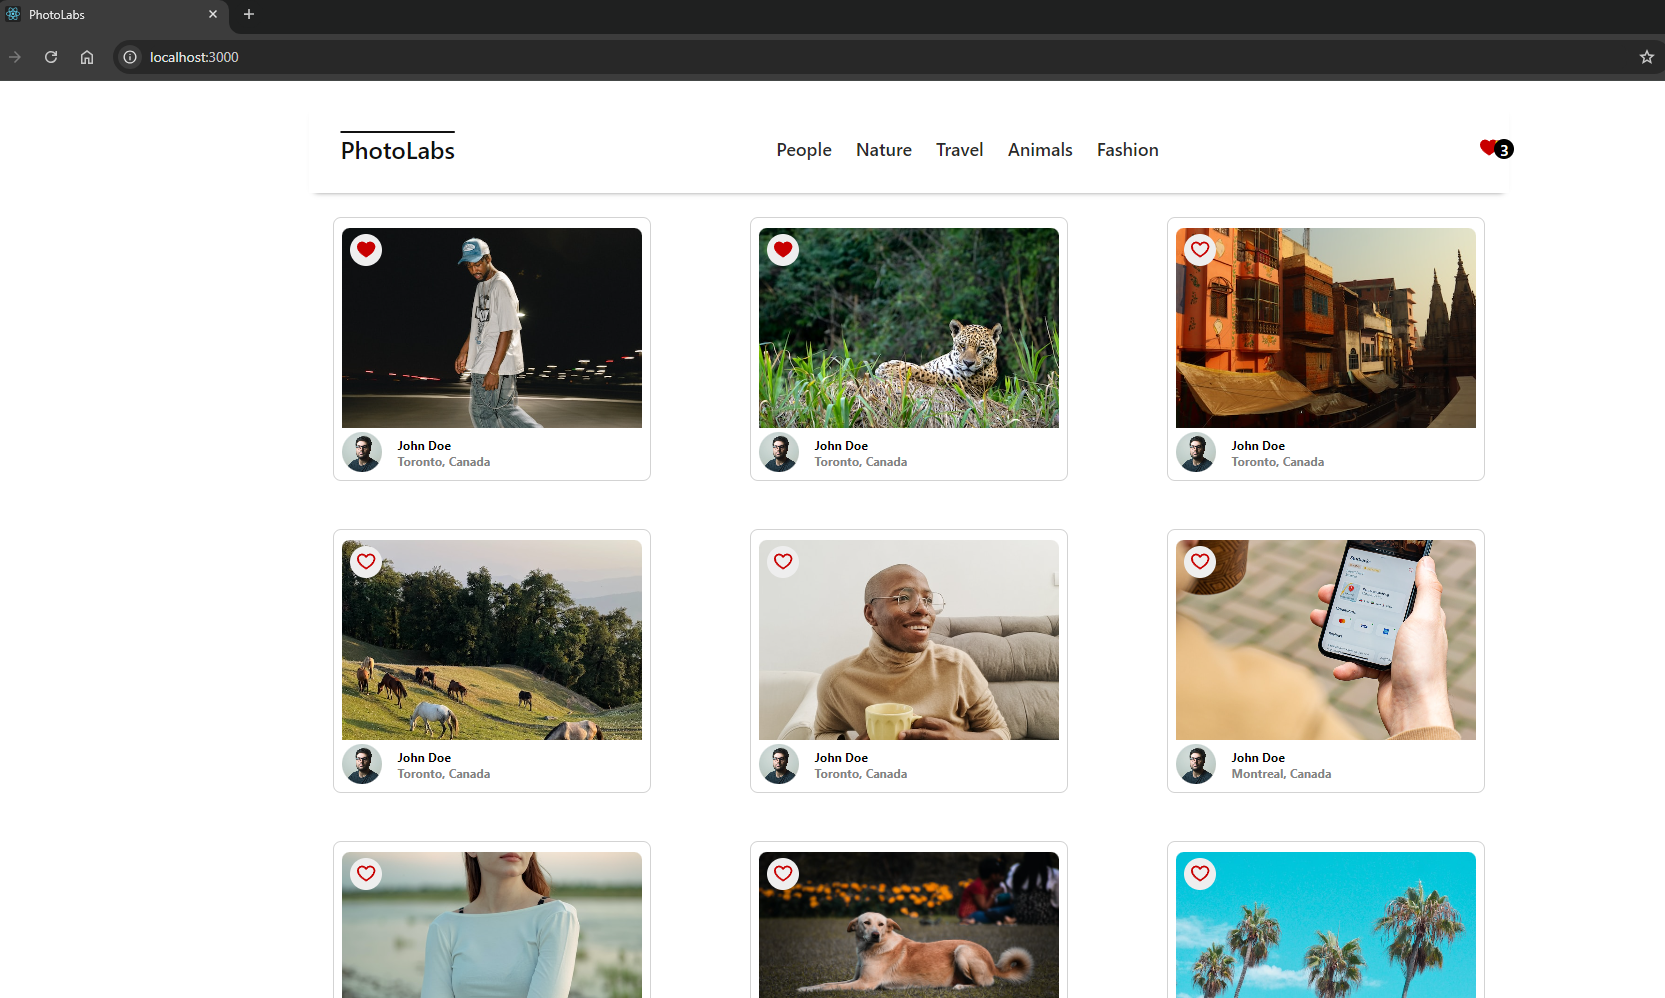 PhotoLabs
localhost:3000
PhotoLabs
People Nature Travel Animals Fashion
3
John Doe
Toronto, Canada
John Doe
Toronto, Canada
John Doe
Toronto, Canada
John Doe
Toronto, Canada
John Doe
Toronto, Canada
John Doe
Montreal, Canada